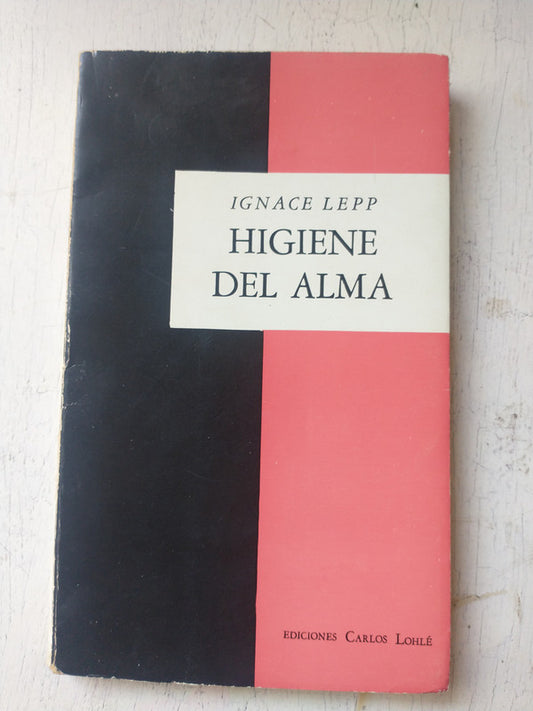 IGNACE LEPP
HIGIENE
DEL ALMA
EDICIONES CARLOS LOHLÉ